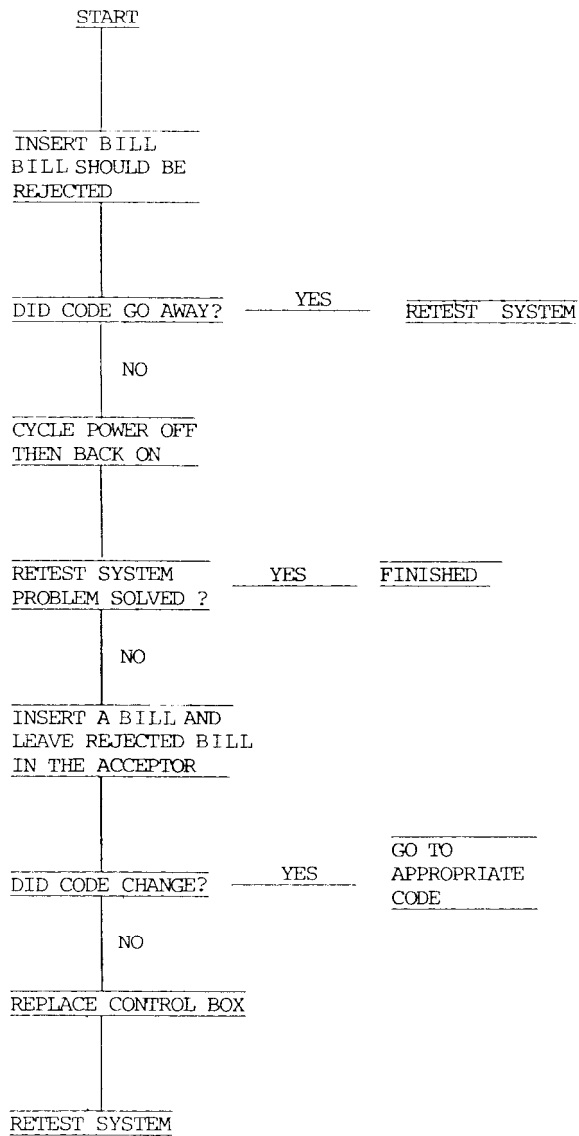 START
INSERT BILL
BILL SHOULD BE
REJECTED
DID CODE GO AWAY?
YES
RETEST SYSTEM
NO
CYCLE POWER OFF
THEN BACK ON
RETEST SYSTEM
PROBLEM SOLVED ?
YES
FINISHED
NO
INSERT A BILL AND
LEAVE REJECTED BILL
IN THE ACCEPTOR
DID CODE CHANGE?
YES
GO TO
APPROPRIATE
CODE
NO
REPLACE CONTROL BOX
RETEST SYSTEM